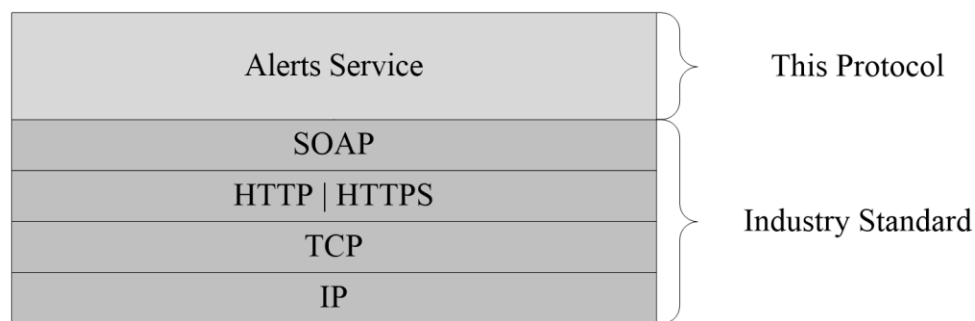 Alerts Service
This Protocol
SOAP
HTTP | HTTPS
TCP
IP
Industry Standard